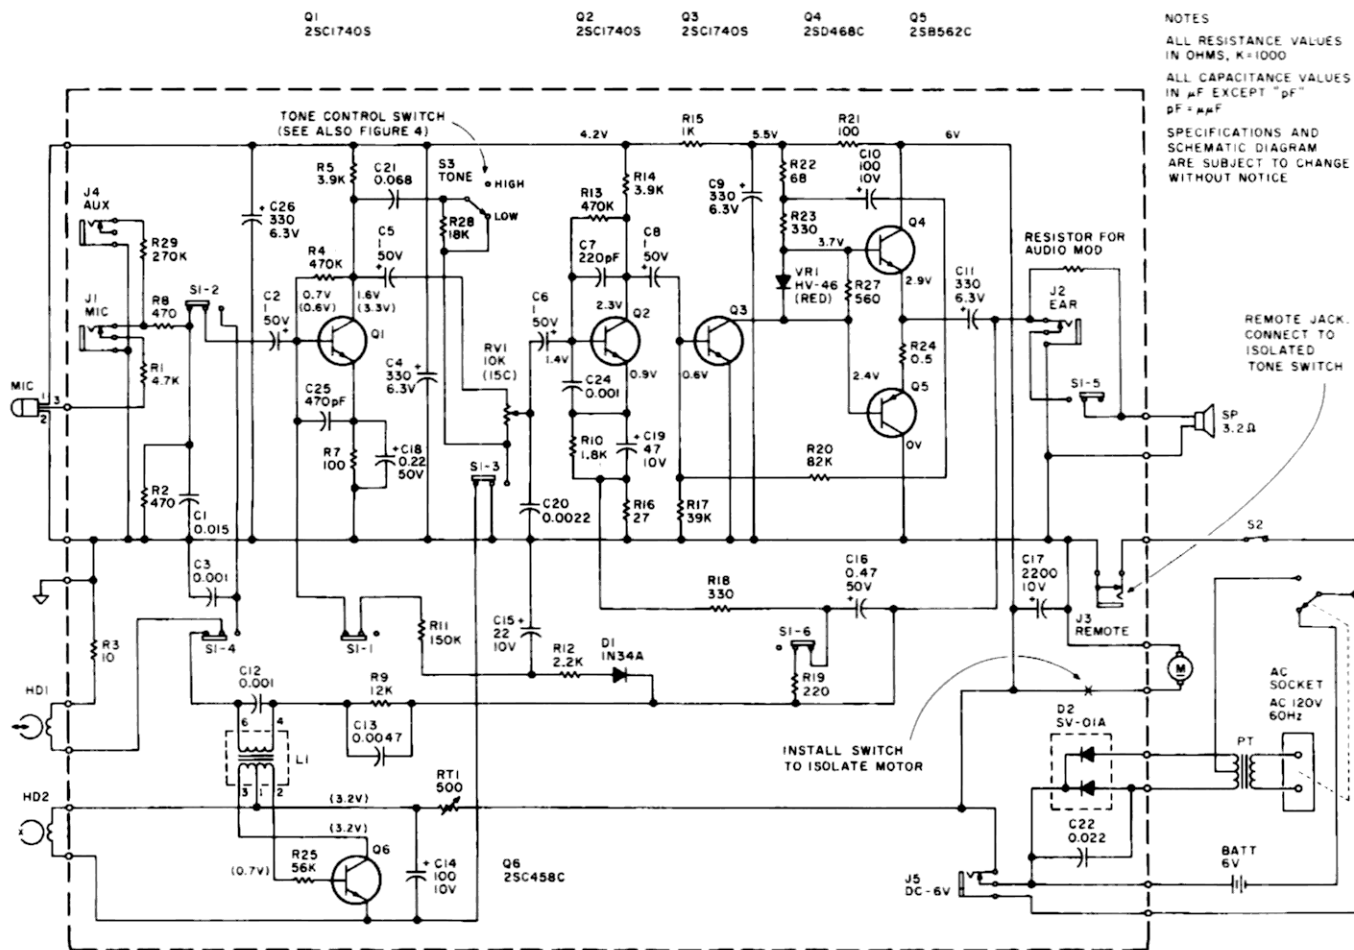 Q1
2SC1740S
Q2
2SC1740S
Q3
2SC1740S
Q4
2SD468C
Q5
2SB562C
NOTES
ALL RESISTANCE VALUES
IN OHMS, K=1000
ALL CAPACITANCE VALUES
IN µF EXCEPT "pF"
pF = µµF
SPECIFICATIONS AND
SCHEMATIC DIAGRAM
ARE SUBJECT TO CHANGE
WITHOUT NOTICE
TONE CONTROL SWITCH
(SEE ALSO FIGURE 4)
4.2V
R15
1K
5.5V
R21
100
6V
R5
3.9K
C21
0.068
S3
TONE
HIGH
LOW
R28
18K
R13
470K
R14
3.9K
C9
330
6.3V
R22
68
C10
100
10V
R23
330
J4
AUX
R29
270K
C26
330
6.3V
R4
470K
C5
1
50V
C7
220pF
C8
1
50V
3.7V
Q4
VR1
HV-46
(RED)
R27
560
2.9V
C11
330
6.3V
RESISTOR FOR
AUDIO MOD
J2
EAR
J1
MIC
R8
470
S1-2
C2
1
50V
0.7V
(0.6V)
1.6V
(3.3V)
Q1
C6
1
50V
2.3V
Q2
1.4V
0.9V
Q3
0.6V
R24
0.5
2.4V
Q5
0V
REMOTE JACK.
CONNECT TO
ISOLATED
TONE SWITCH
MIC
1
3
2
R1
4.7K
C4
330
6.3V
RV1
10K
(15C)
C24
0.001
S1-5
SP
3.2Ω
C25
470pF
R7
100
C18
0.22
50V
S1-3
R10
1.8K
C19
47
10V
R20
82K
R2
470
C1
0.015
C20
0.0022
R16
27
R17
39K
S2
C3
0.001
R18
330
C16
0.47
50V
C17
2200
10V
J3
REMOTE
R3
10
S1-4
S1-1
R11
150K
C15
22
10V
R12
2.2K
D1
1N34A
S1-6
R19
220
M
HD1
C12
0.001
R9
12K
C13
0.0047
6
4
L1
3
1
2
INSTALL SWITCH
TO ISOLATE MOTOR
D2
SV-01A
PT
AC
SOCKET
AC 120V
60Hz
HD2
(3.2V)
RT1
500
(3.2V)
(0.7V)
R25
56K
Q6
C14
100
10V
Q6
2SC458C
C22
0.022
J5
DC-6V
BATT
6V